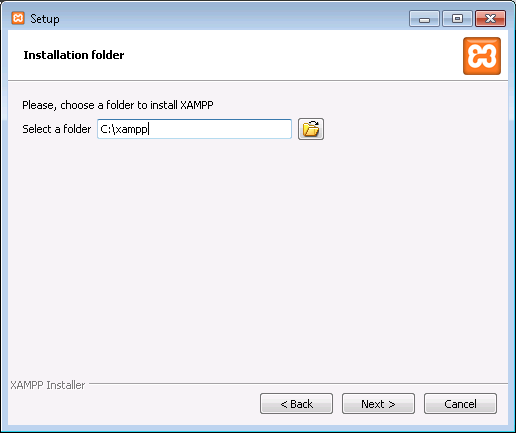 Setup
Installation folder
Please, choose a folder to install XAMPP
Select a folder C:\xampp
XAMPP Installer
< Back Next > Cancel